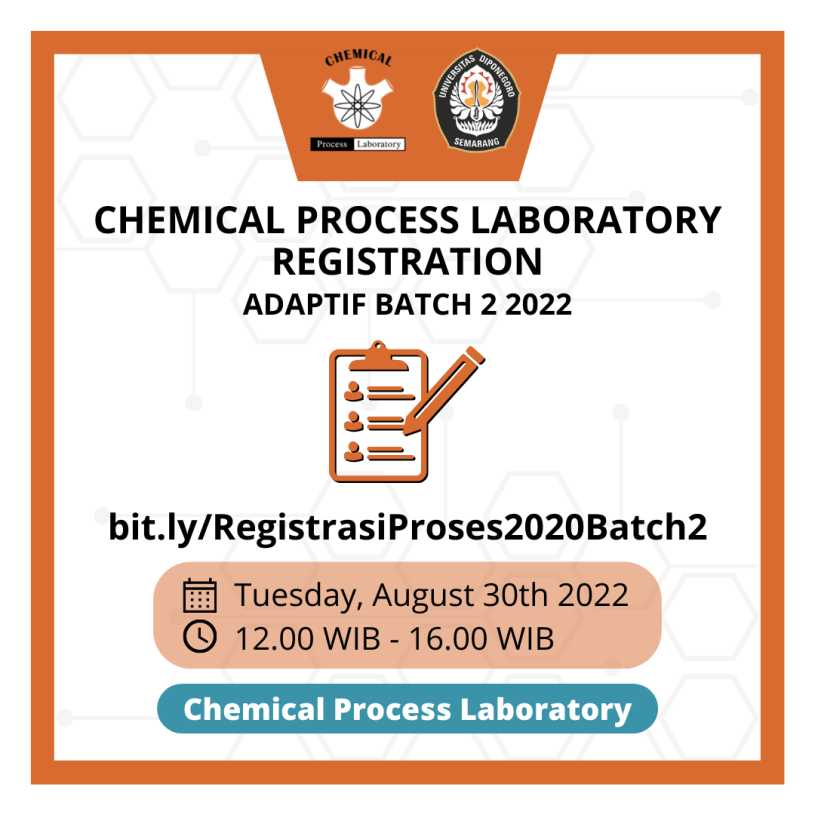 CHEMICAL
Process Laboratory
UNIVERSITAS DIPONEGORO
SEMARANG
CHEMICAL PROCESS LABORATORY
REGISTRATION
ADAPTIF BATCH 2 2022
bit.ly/RegistrasiProses2020Batch2
Tuesday, August 30th 2022
12.00 WIB - 16.00 WIB
Chemical Process Laboratory